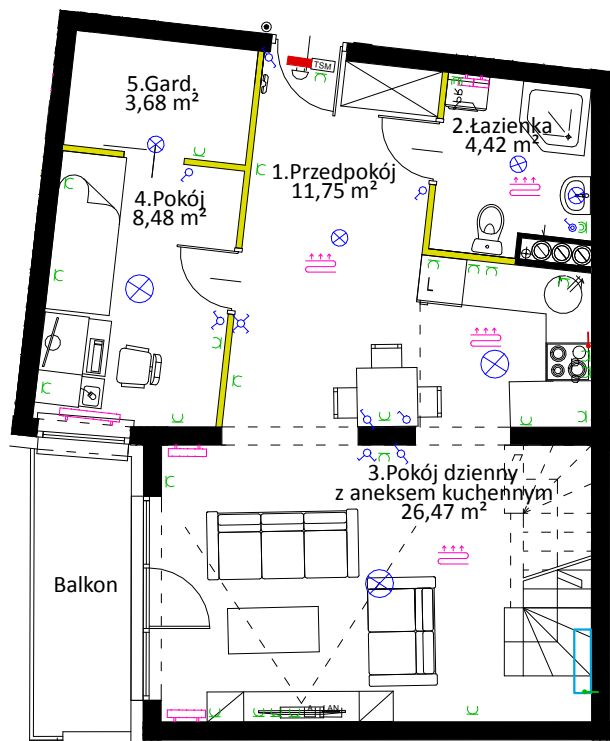 TSM
5.Gard.
3,68 m²
2.Łazienka
4,42 m²
1.Przedpokój
11,75 m²
4.Pokój
8,48 m²
L
3.Pokój dzienny
z aneksem kuchennym
26,47 m²
Balkon
A LAN